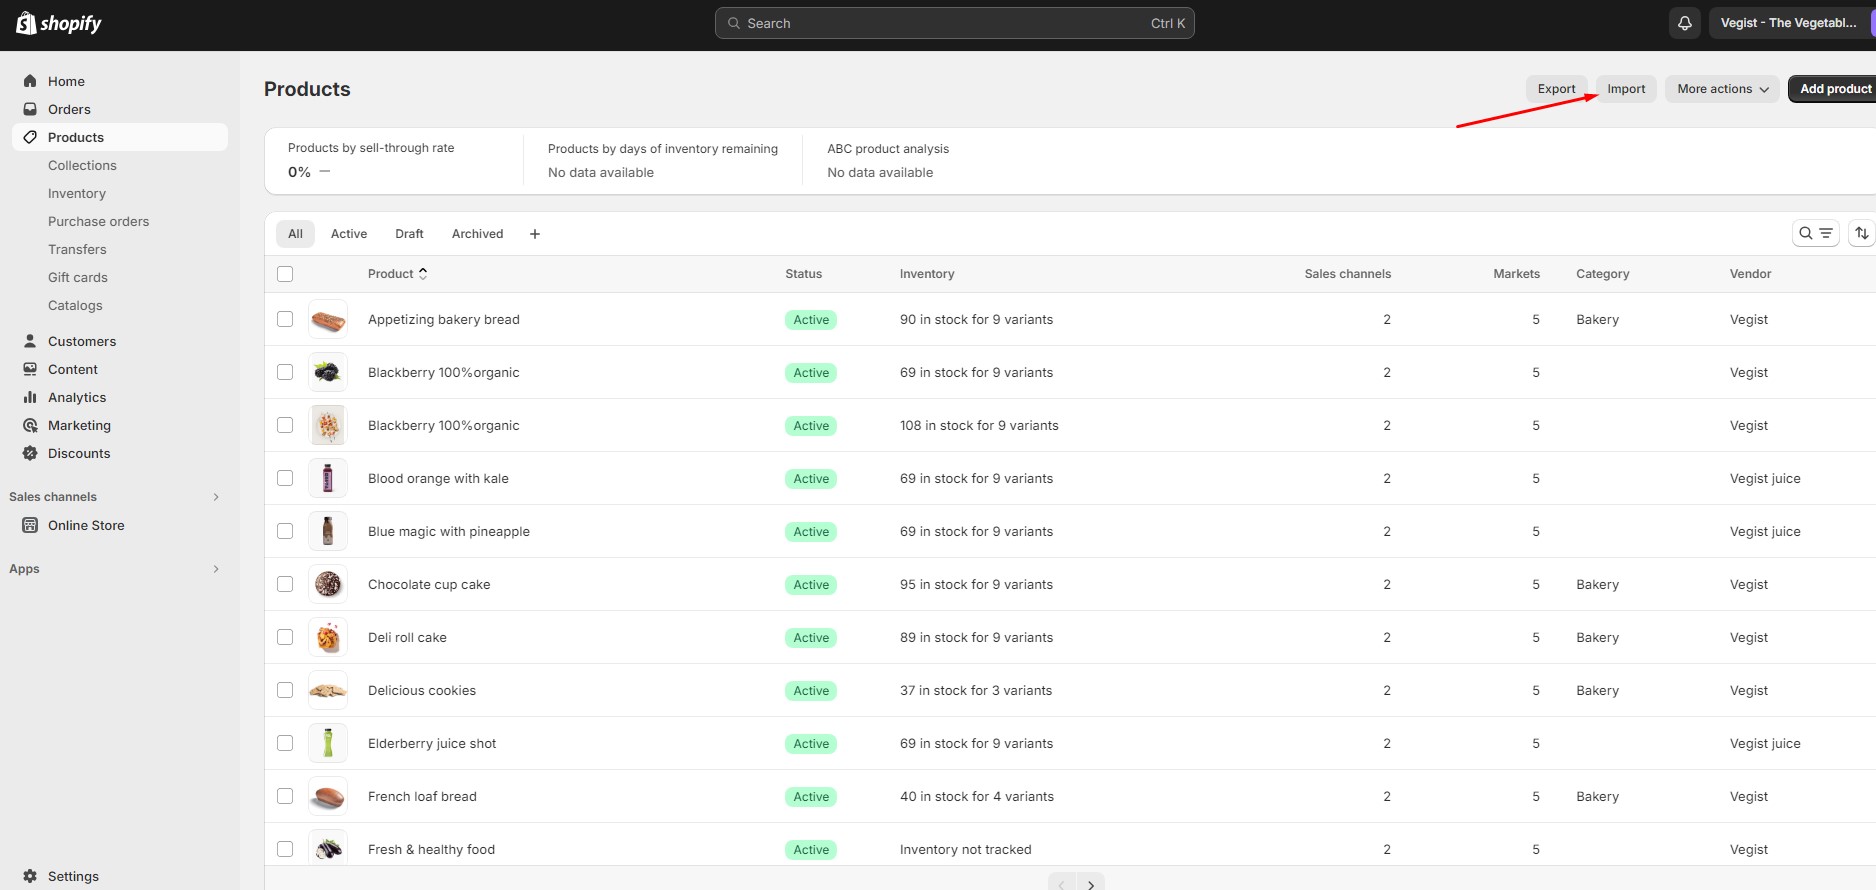 shopify
Search Ctrl K
Vegist - The Vegetabl...
Home
Orders
Products
Collections
Inventory
Purchase orders
Transfers
Gift cards
Catalogs
Customers
Content
Analytics
Marketing
Discounts
Sales channels
Online Store
Apps
Settings
Products
Export Import More actions Add product
Products by sell-through rate
0% —
Products by days of inventory remaining
No data available
ABC product analysis
No data available
All Active Draft Archived +
Product Status Inventory Sales channels Markets Category Vendor
Appetizing bakery bread Active 90 in stock for 9 variants 2 5 Bakery Vegist
Blackberry 100%organic Active 69 in stock for 9 variants 2 5 Vegist
Blackberry 100%organic Active 108 in stock for 9 variants 2 5 Vegist
Blood orange with kale Active 69 in stock for 9 variants 2 5 Vegist juice
Blue magic with pineapple Active 69 in stock for 9 variants 2 5 Vegist juice
Chocolate cup cake Active 95 in stock for 9 variants 2 5 Bakery Vegist
Deli roll cake Active 89 in stock for 9 variants 2 5 Bakery Vegist
Delicious cookies Active 37 in stock for 3 variants 2 5 Bakery Vegist
Elderberry juice shot Active 69 in stock for 9 variants 2 5 Vegist juice
French loaf bread Active 40 in stock for 4 variants 2 5 Bakery Vegist
Fresh & healthy food Active Inventory not tracked 2 5 Vegist